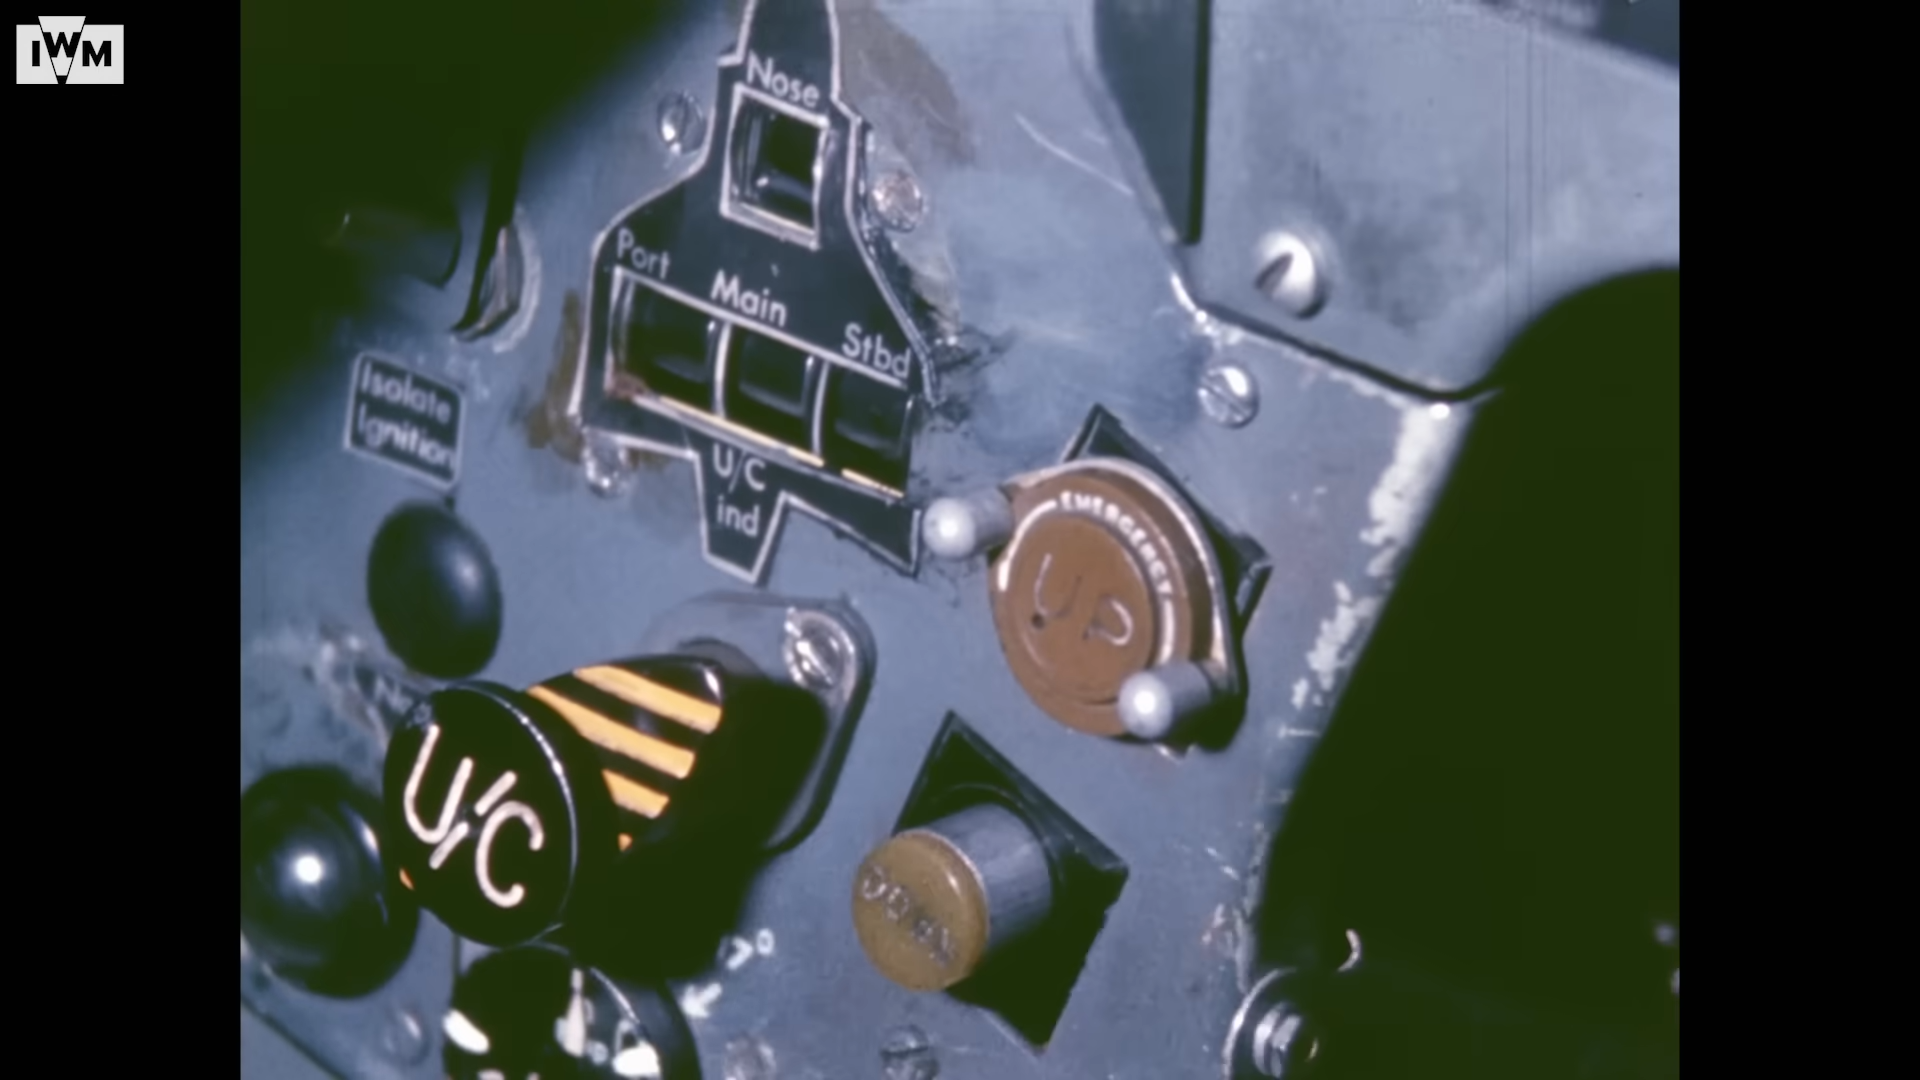 IWM
Nose
Port
Main
Stbd
Isolate
Ignition
U/C
ind
EMERGENCY
UP
U/C
DOWN